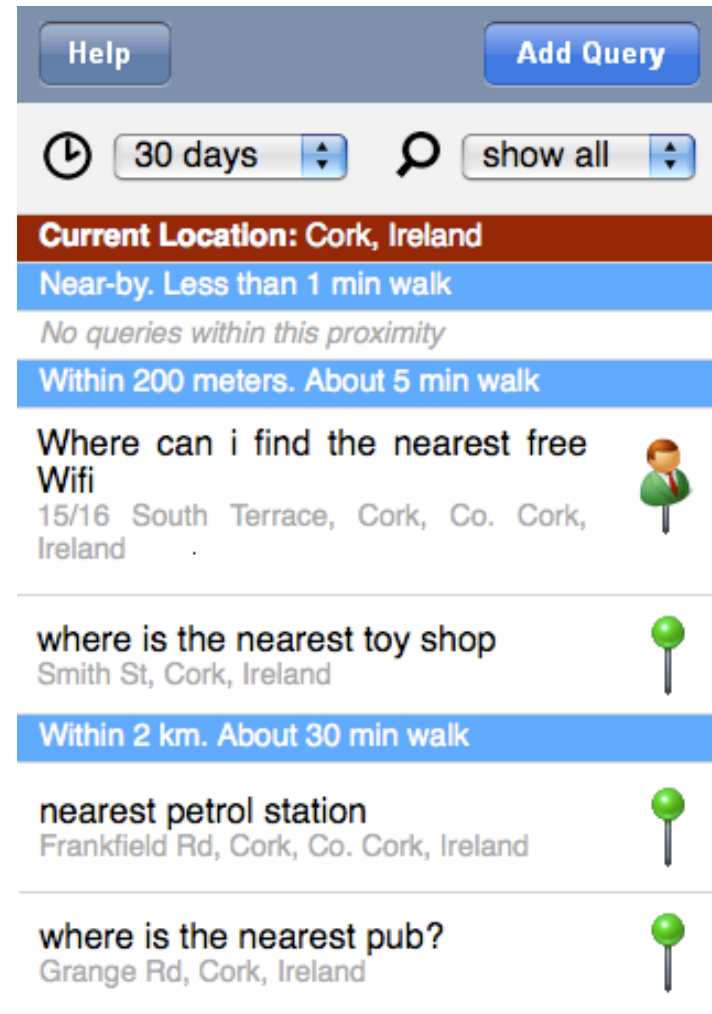 Help Add Query
30 days show all
Current Location: Cork, Ireland
Near-by. Less than 1 min walk
No queries within this proximity
Within 200 meters. About 5 min walk
Where can i find the nearest free
Wifi
15/16 South Terrace, Cork, Co. Cork,
Ireland .
where is the nearest toy shop
Smith St, Cork, Ireland
Within 2 km. About 30 min walk
nearest petrol station
Frankfield Rd, Cork, Co. Cork, Ireland
where is the nearest pub?
Grange Rd, Cork, Ireland